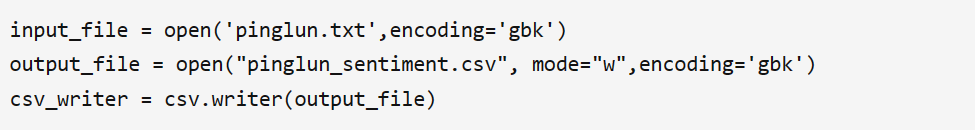 input_file = open('pinglun.txt',encoding='gbk')
output_file = open("pinglun_sentiment.csv", mode="w",encoding='gbk')
csv_writer = csv.writer(output_file)